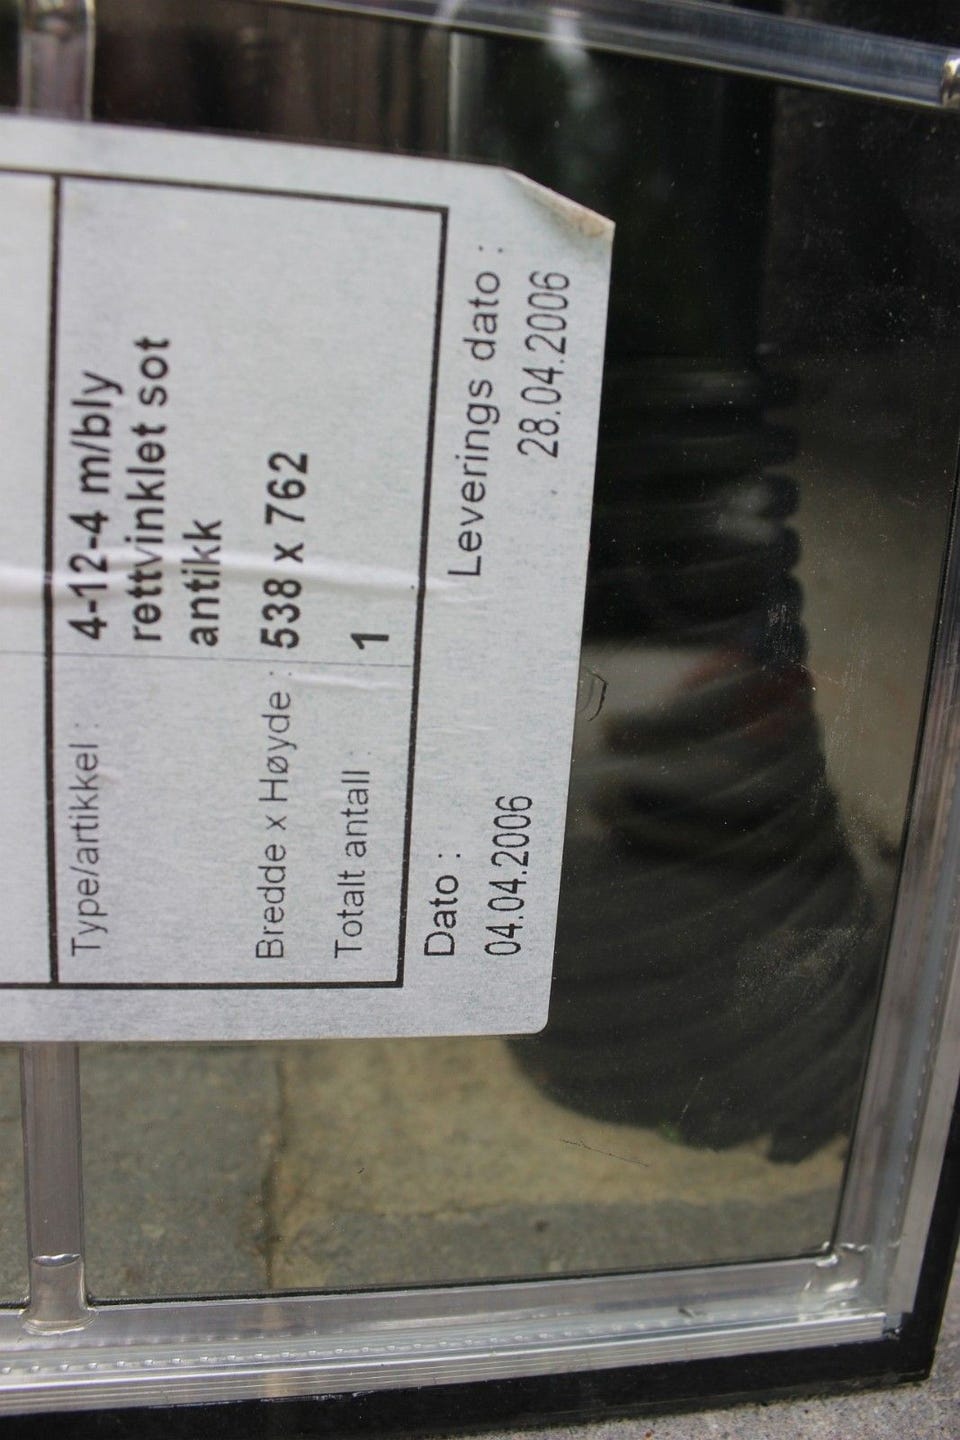 Type/artikkel : 4-12-4 m/bly
rettvinklet sot
antikk
Bredde x Høyde : 538 x 762
Totalt antall : 1
Dato : Leverings dato :
04.04.2006 28.04.2006